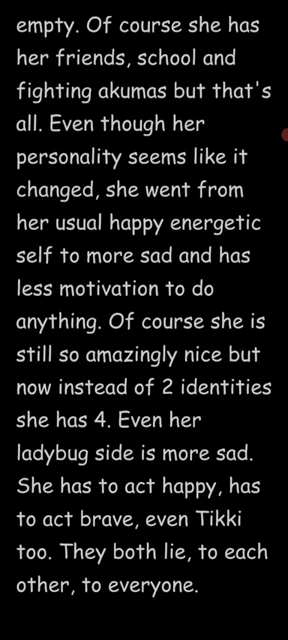 empty. Of course she has
her friends, school and
fighting akumas but that's
all. Even though her
personality seems like it
changed, she went from
her usual happy energetic
self to more sad and has
less motivation to do
anything. Of course she is
still so amazingly nice but
now instead of 2 identities
she has 4. Even her
ladybug side is more sad.
She has to act happy, has
to act brave, even Tikki
too. They both lie, to each
other, to everyone.